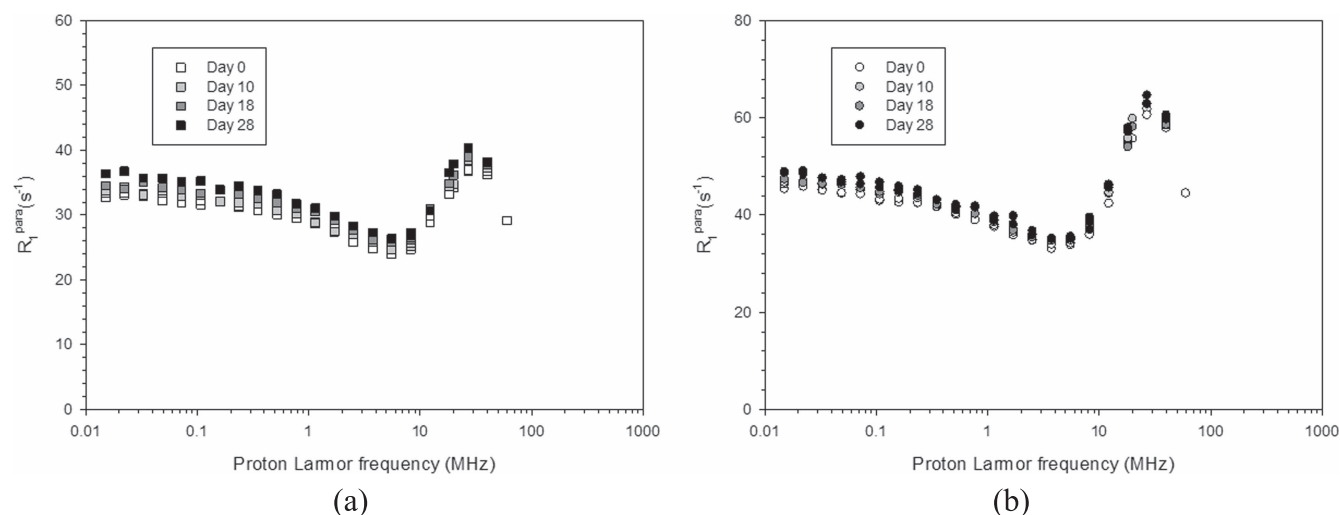 60
50
40
30
20
10
0
R₁ᵖᵃʳᵃ(s⁻¹)
Day 0
Day 10
Day 18
Day 28
0.01 0.1 1 10 100 1000
Proton Larmor frequency (MHz)
(a)
80
60
40
20
0
R₁ᵖᵃʳᵃ(s⁻¹)
Day 0
Day 10
Day 18
Day 28
0.01 0.1 1 10 100 1000
Proton Larmor frequency (MHz)
(b)